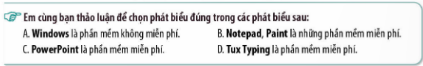 Em cùng bạn thảo luận để chọn phát biểu đúng trong các phát biểu sau:
A. Windows là phần mềm không miễn phí. B. Notepad, Paint là những phần mềm miễn phí.
C. PowerPoint là phần mềm miễn phí. D. Tux Typing là phần mềm miễn phí.